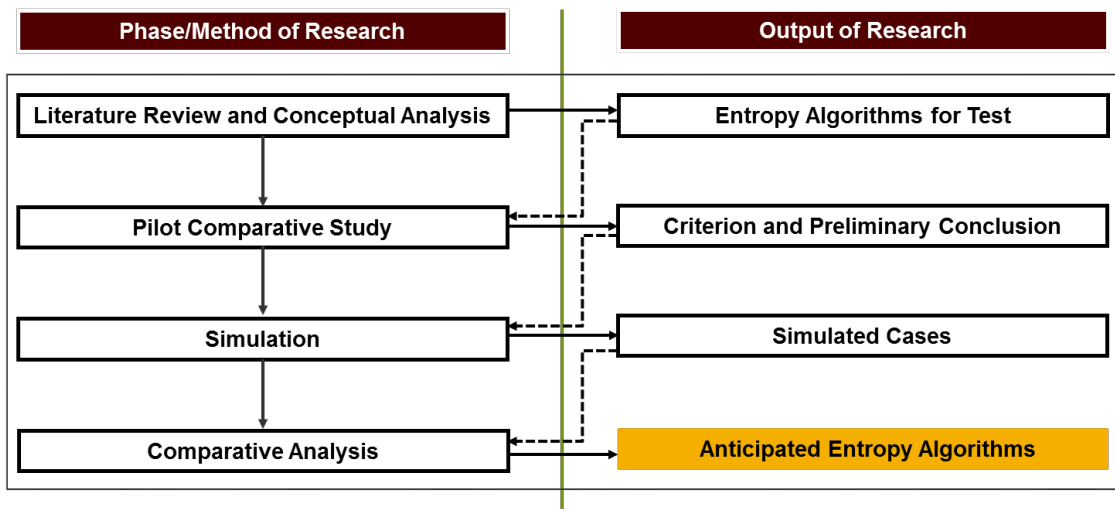 Phase/Method of Research
Output of Research
Literature Review and Conceptual Analysis
Entropy Algorithms for Test
Pilot Comparative Study
Criterion and Preliminary Conclusion
Simulation
Simulated Cases
Comparative Analysis
Anticipated Entropy Algorithms